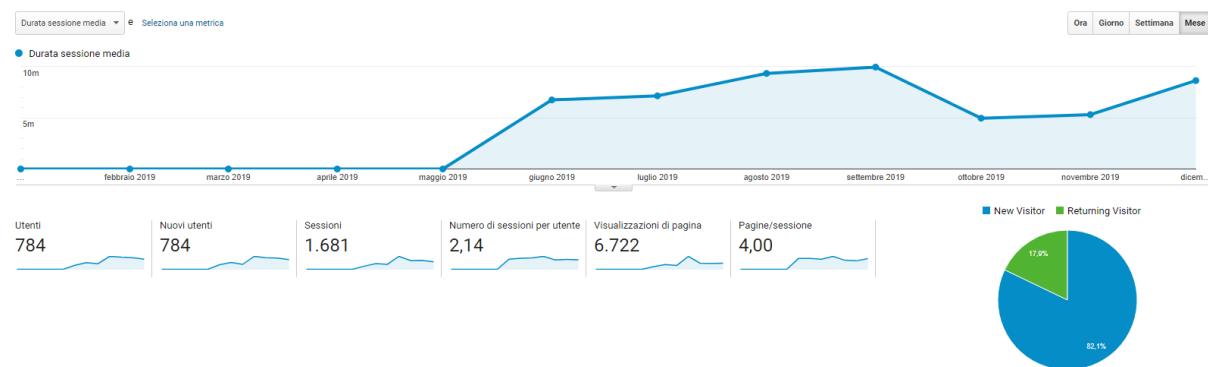 Durata sessione media e Seleziona una metrica
Ora Giorno Settimana Mese
Durata sessione media
10m
5m
... febbraio 2019 marzo 2019 aprile 2019 maggio 2019 giugno 2019 luglio 2019 agosto 2019 settembre 2019 ottobre 2019 novembre 2019 dicem...
New Visitor Returning Visitor
Utenti Nuovi utenti Sessioni Numero di sessioni per utente Visualizzazioni di pagina Pagine/sessione
784 784 1.681 2,14 6.722 4,00
17,9%
82,1%